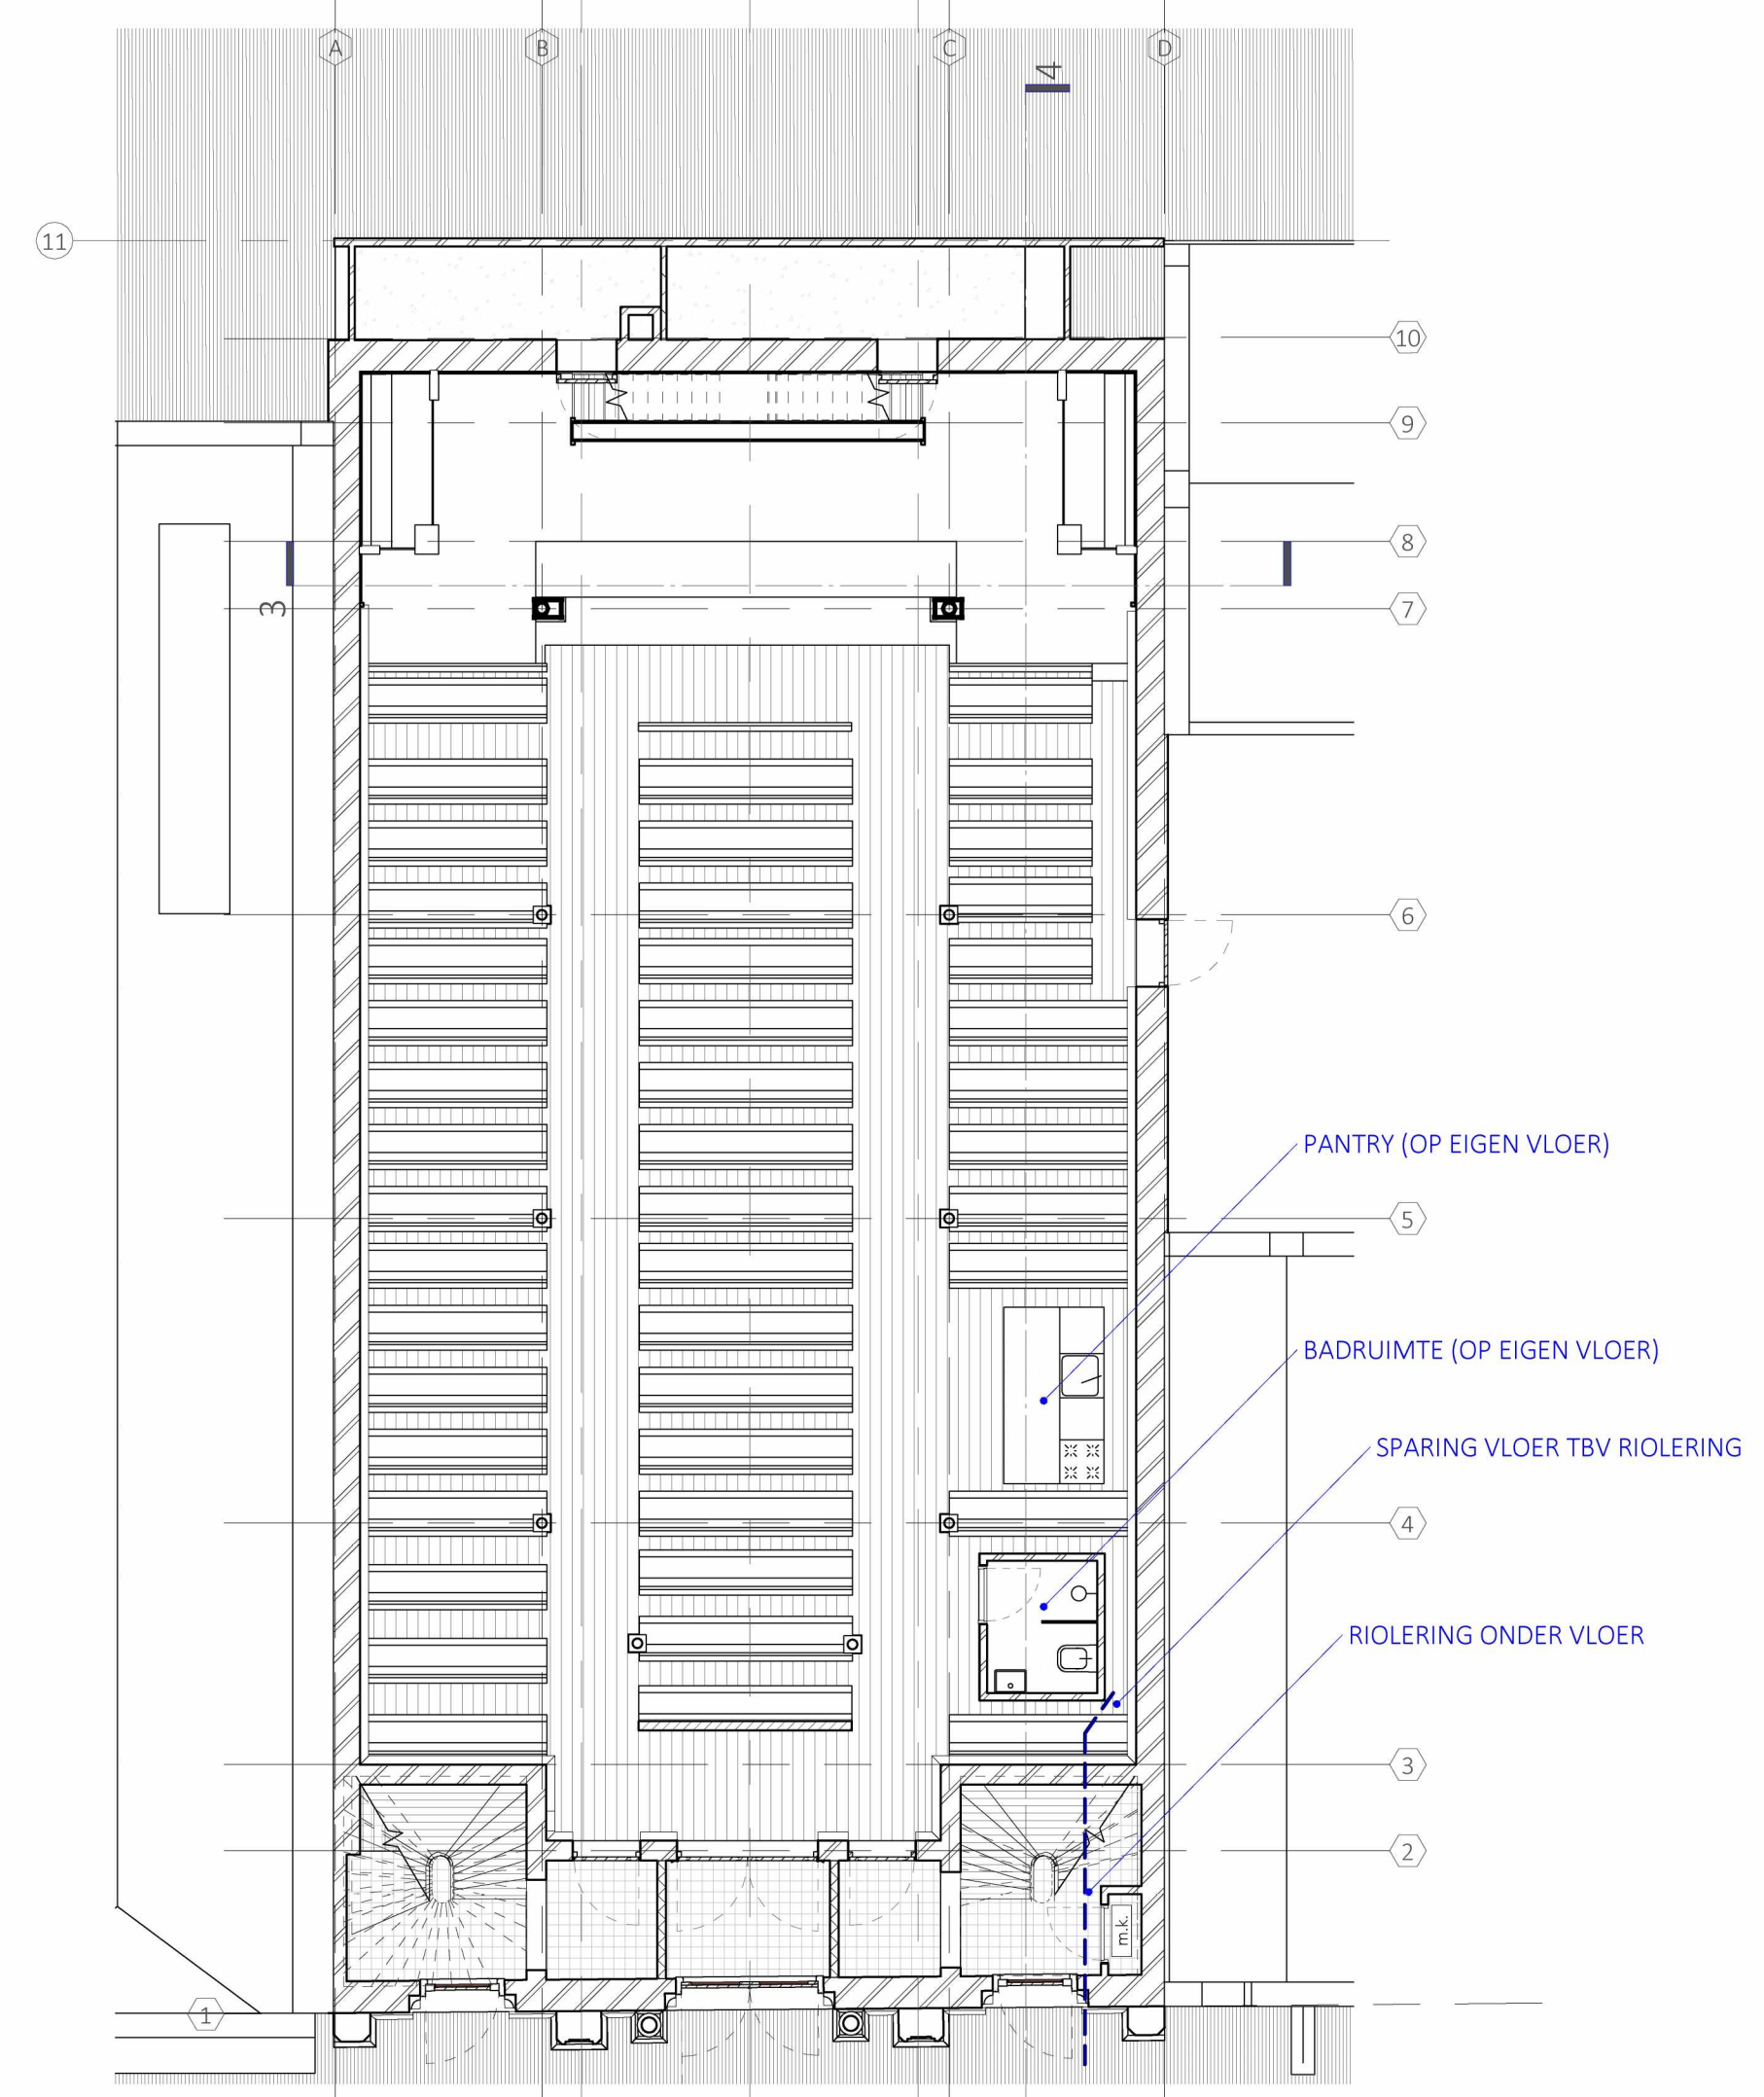 A
B
C
D
4
11
10
9
8
3
7
6
PANTRY (OP EIGEN VLOER)
5
BADRUIMTE (OP EIGEN VLOER)
SPARING VLOER TBV RIOLERING
4
RIOLERING ONDER VLOER
3
2
m.k.
1